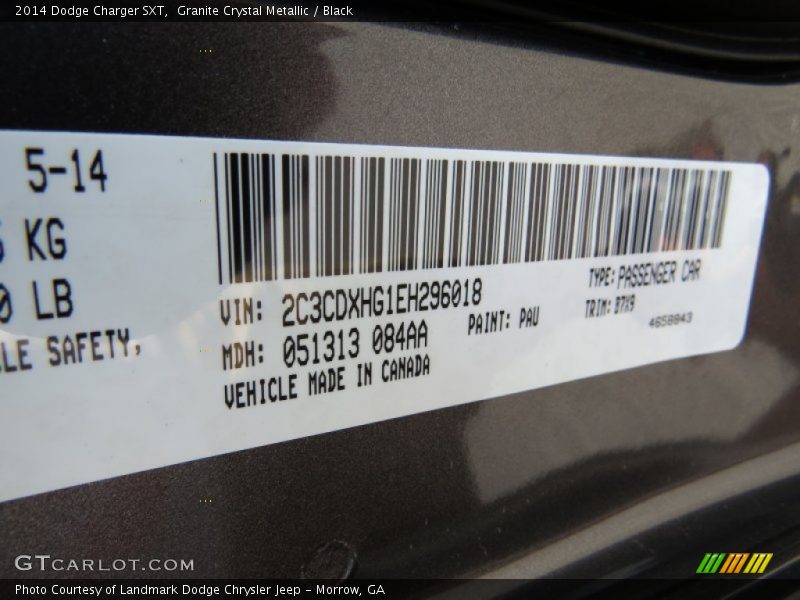 2014 Dodge Charger SXT, Granite Crystal Metallic / Black
5-14
KG
LB
SAFETY,
VIN: 2C3CDXHG1EH296018
MDH: 051313 084AA
VEHICLE MADE IN CANADA
PAINT: PAU
TYPE: PASSENGER CAR
TRIM: B7X9
4658843
GTCARLOT.COM
Photo Courtesy of Landmark Dodge Chrysler Jeep - Morrow, GA